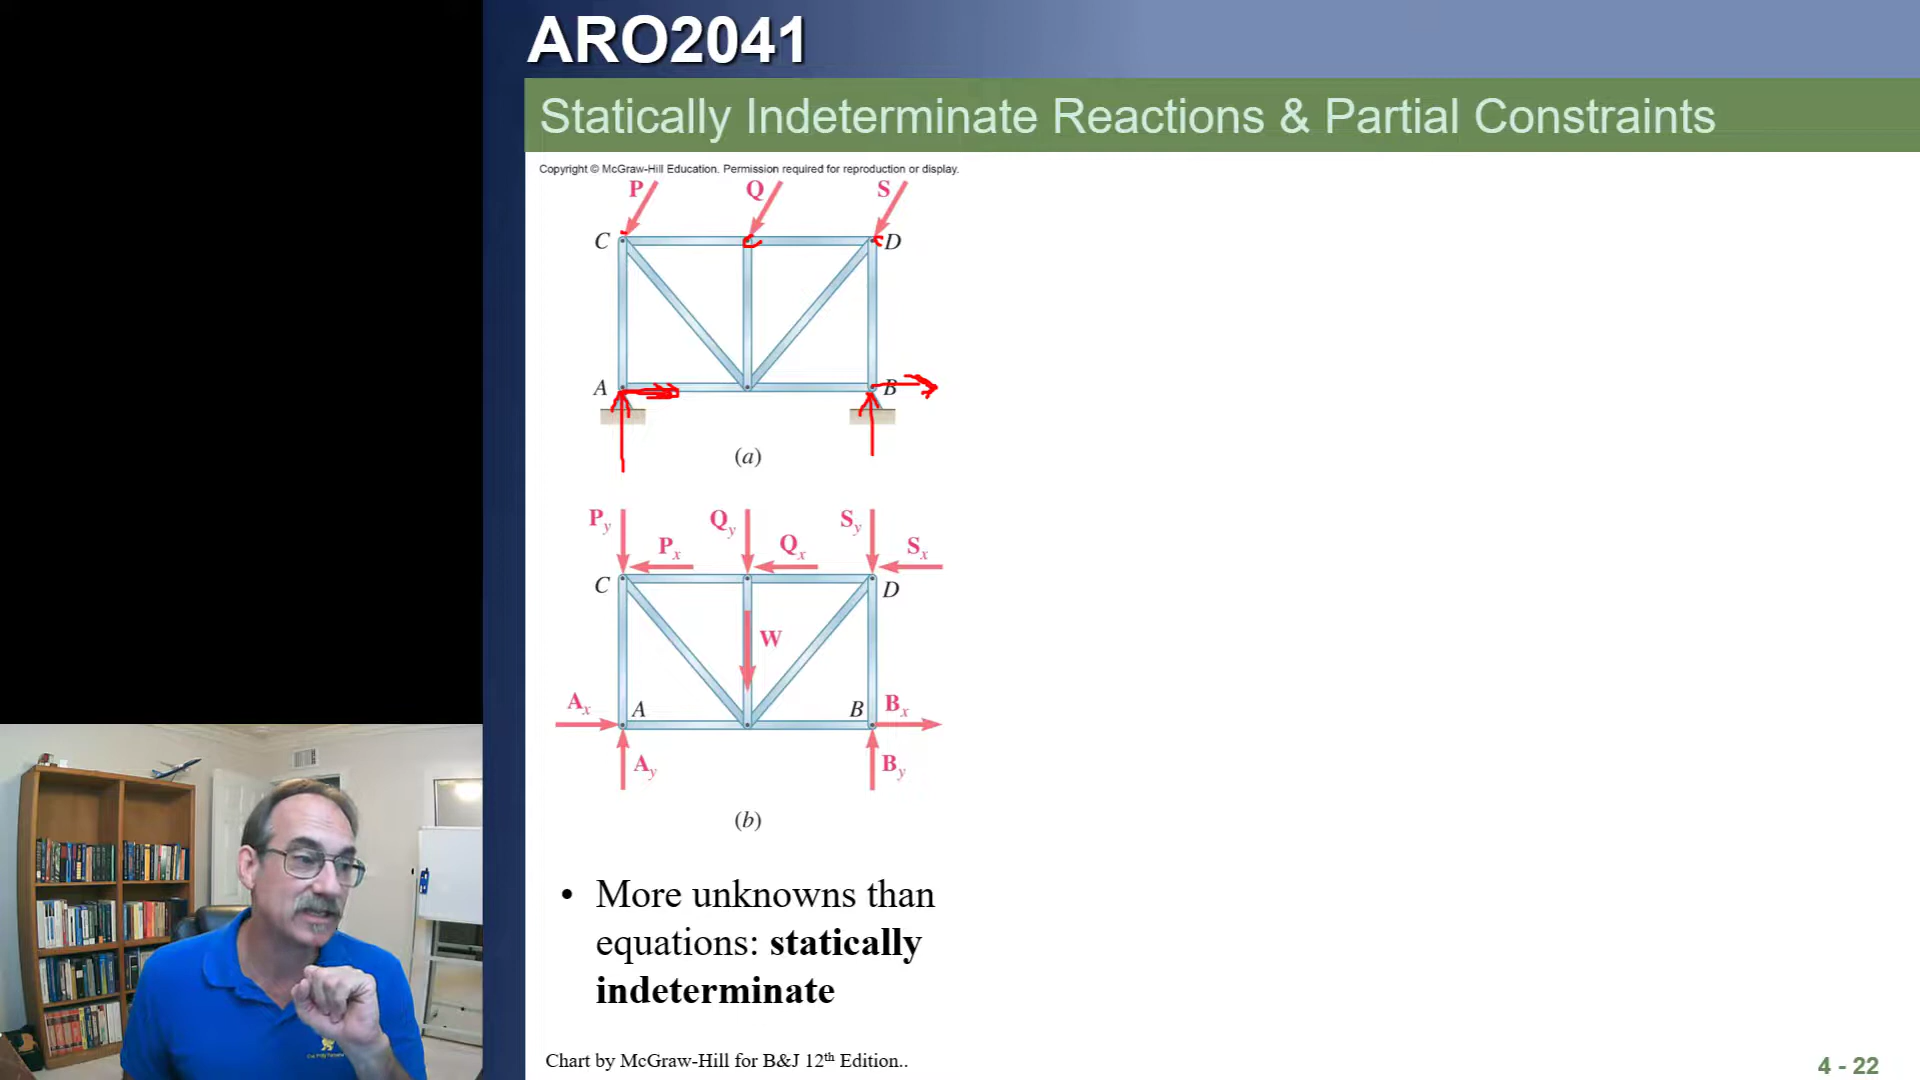 ARO2041
Statically Indeterminate Reactions & Partial Constraints
Copyright © McGraw-Hill Education. Permission required for reproduction or display.
P Q S
C D
A B
(a)
Py Qy Sy
Px Qx Sx
C D
W
Ax A B Bx
Ay By
(b)
• More unknowns than
equations: statically
indeterminate
Chart by McGraw-Hill for B&J 12th Edition..
4 - 22